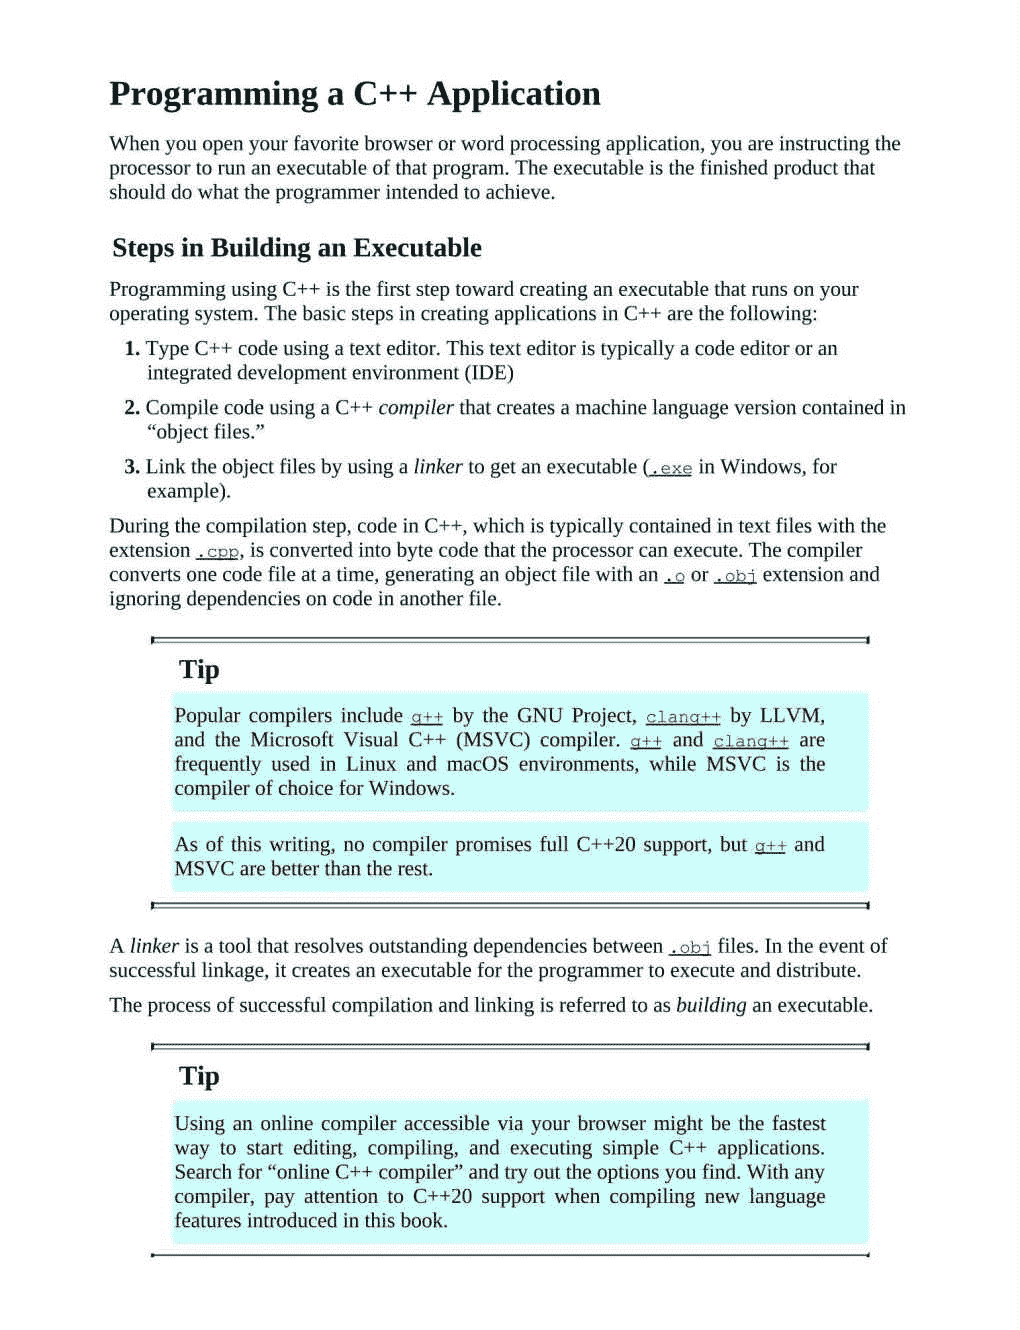 Programming a C++ Application
When you open your favorite browser or word processing application, you are instructing the
processor to run an executable of that program. The executable is the finished product that
should do what the programmer intended to achieve.
Steps in Building an Executable
Programming using C++ is the first step toward creating an executable that runs on your
operating system. The basic steps in creating applications in C++ are the following:
1. Type C++ code using a text editor. This text editor is typically a code editor or an
integrated development environment (IDE)
2. Compile code using a C++ compiler that creates a machine language version contained in
“object files.”
3. Link the object files by using a linker to get an executable (.exe in Windows, for
example).
During the compilation step, code in C++, which is typically contained in text files with the
extension .cpp, is converted into byte code that the processor can execute. The compiler
converts one code file at a time, generating an object file with an .o or .obj extension and
ignoring dependencies on code in another file.
Tip
Popular compilers include g++ by the GNU Project, clang++ by LLVM,
and the Microsoft Visual C++ (MSVC) compiler. g++ and clang++ are
frequently used in Linux and macOS environments, while MSVC is the
compiler of choice for Windows.
As of this writing, no compiler promises full C++20 support, but g++ and
MSVC are better than the rest.
A linker is a tool that resolves outstanding dependencies between .obj files. In the event of
successful linkage, it creates an executable for the programmer to execute and distribute.
The process of successful compilation and linking is referred to as building an executable.
Tip
Using an online compiler accessible via your browser might be the fastest
way to start editing, compiling, and executing simple C++ applications.
Search for “online C++ compiler” and try out the options you find. With any
compiler, pay attention to C++20 support when compiling new language
features introduced in this book.